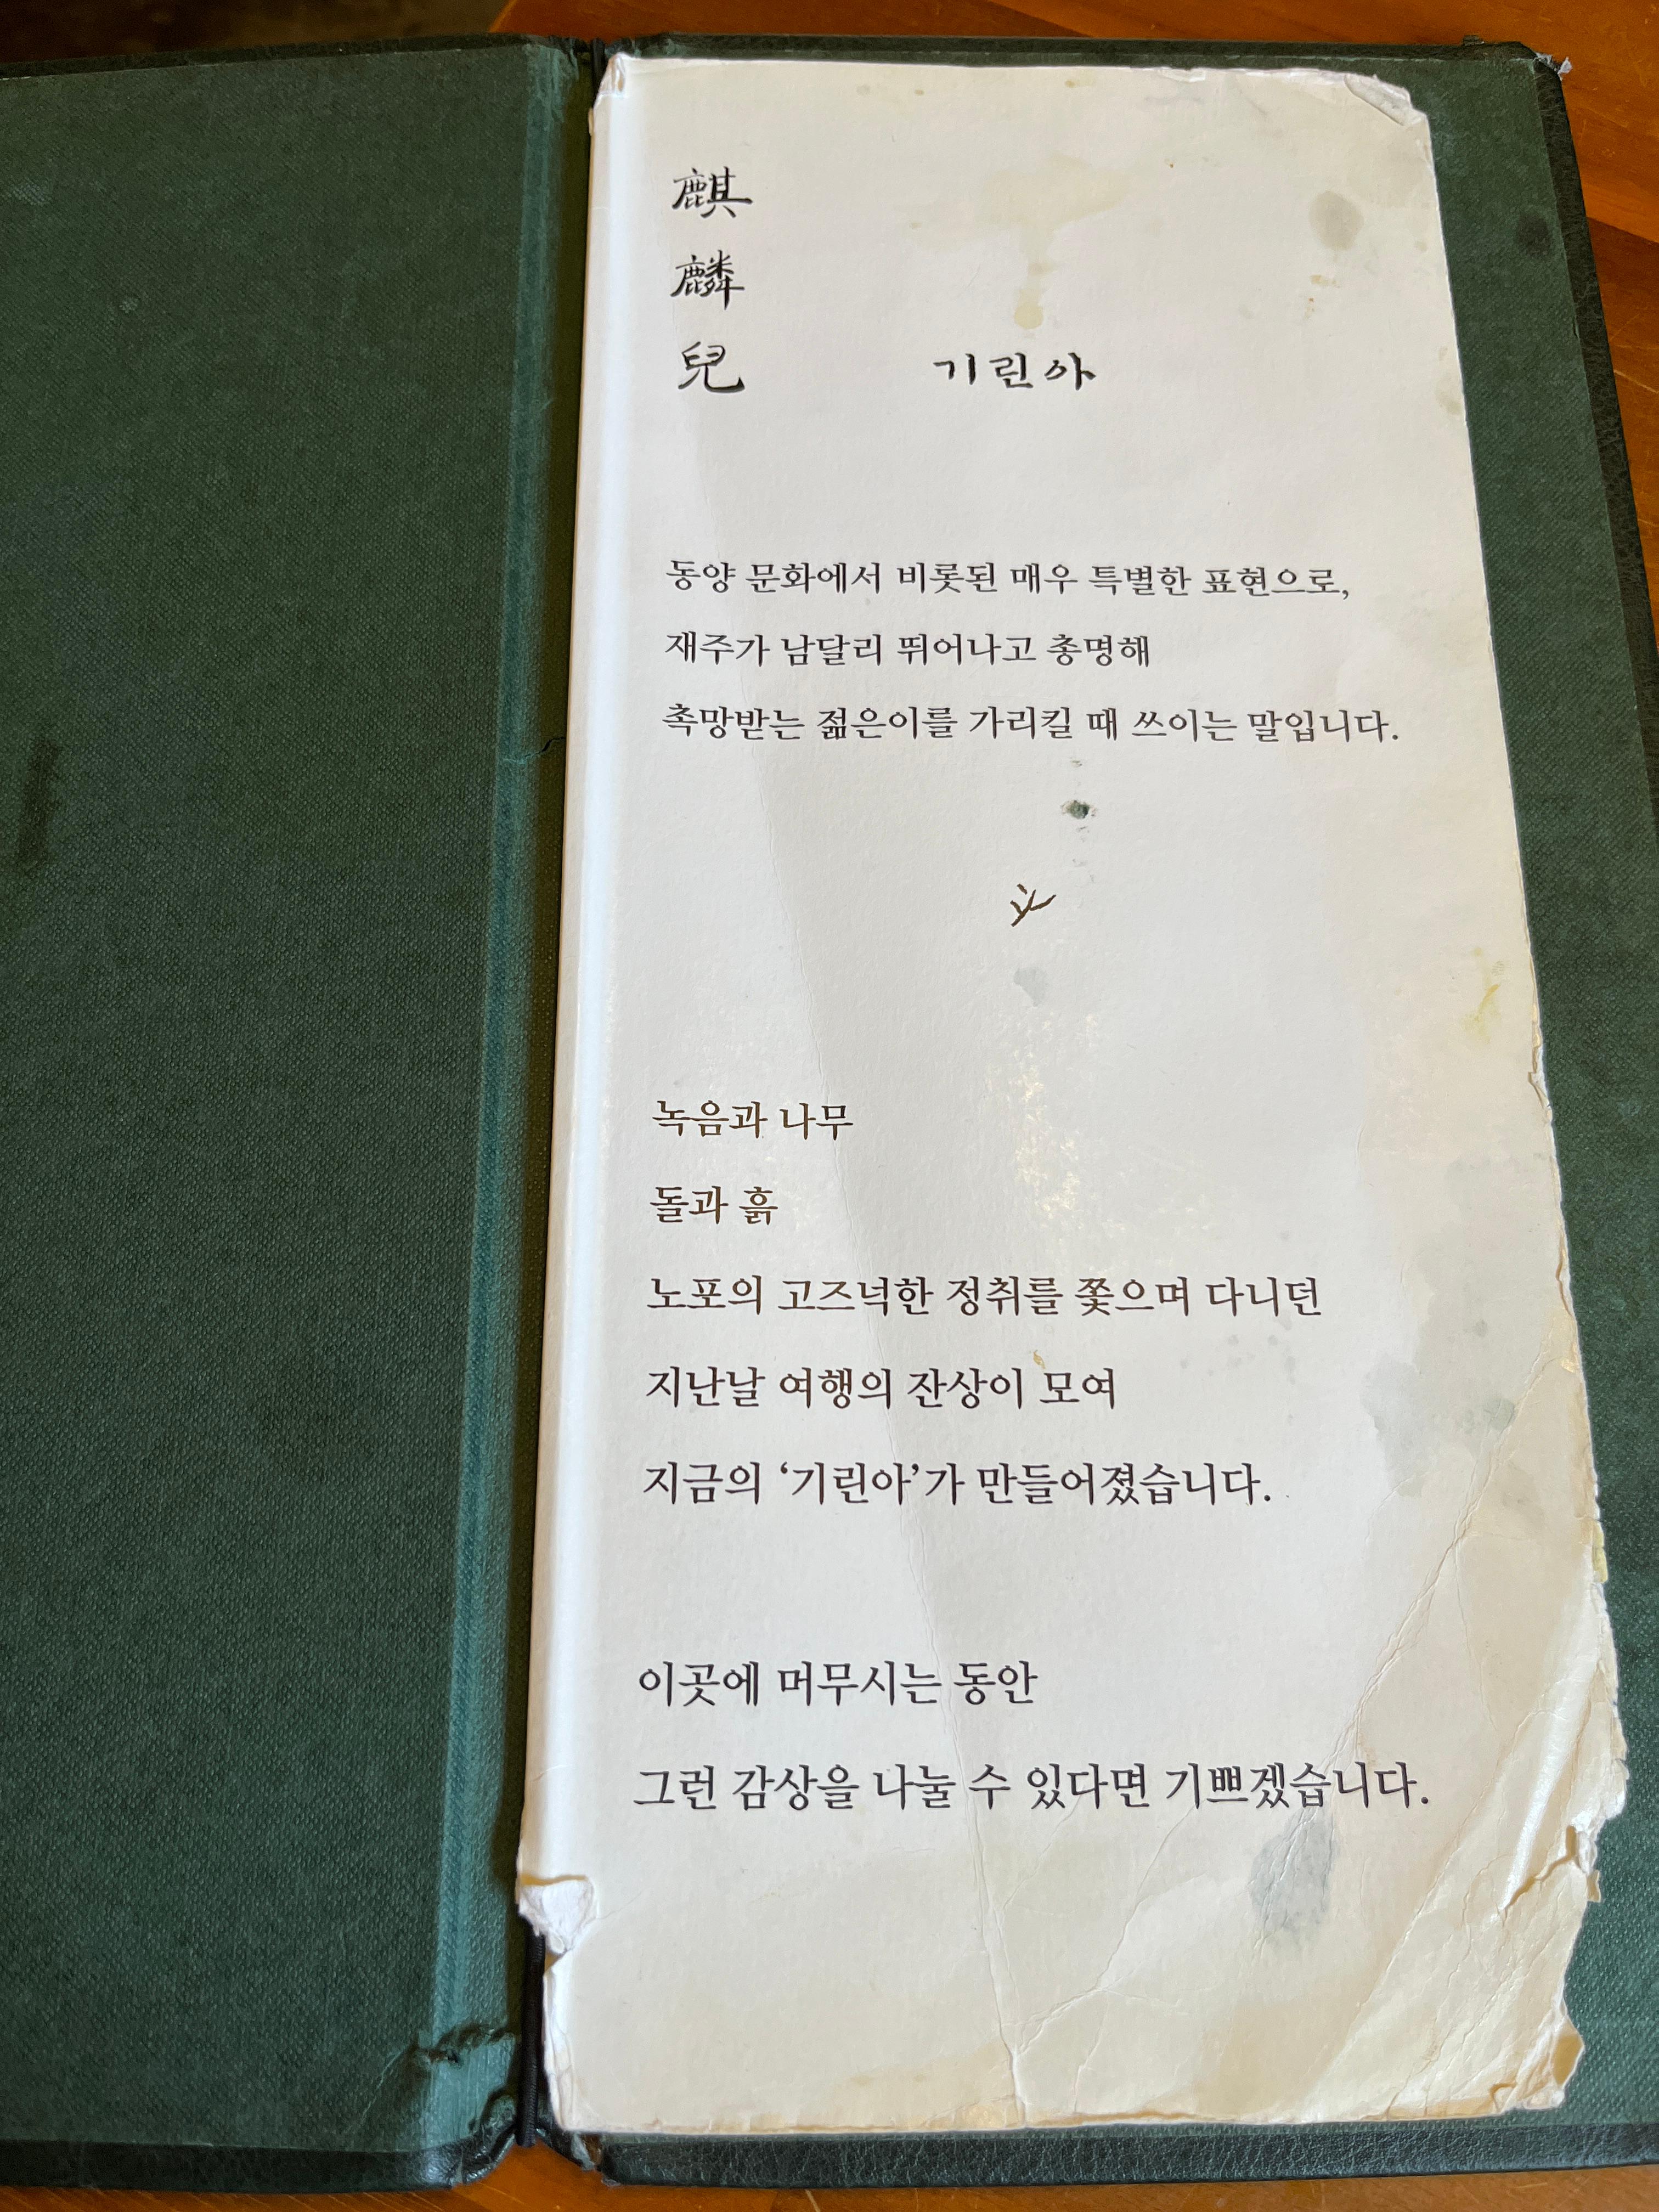 麒
麟
兒
기린아
동양 문화에서 비롯된 매우 특별한 표현으로,
재주가 남달리 뛰어나고 총명해
촉망받는 젊은이를 가리킬 때 쓰이는 말입니다.
녹음과 나무
돌과 흙
노포의 고즈넉한 정취를 쫓으며 다니던
지난날 여행의 잔상이 모여
지금의 ‘기린아’가 만들어졌습니다.
이곳에 머무시는 동안
그런 감상을 나눌 수 있다면 기쁘겠습니다.